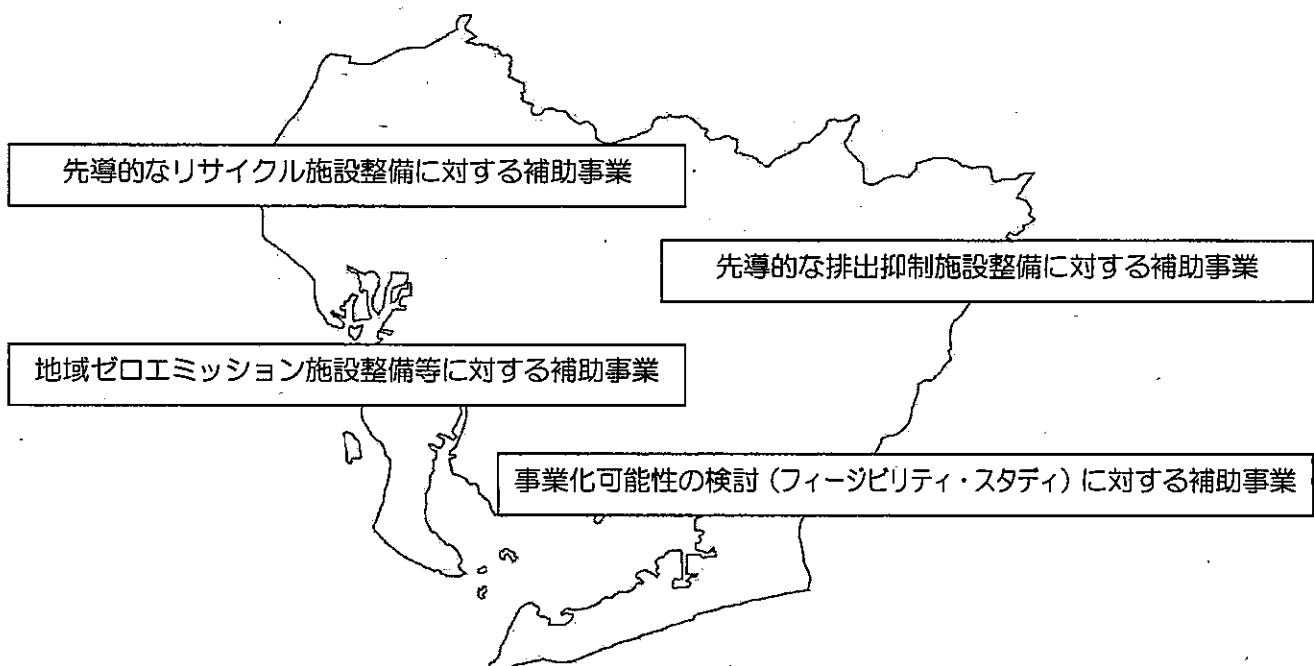 先導的なリサイクル施設整備に対する補助事業
先導的な排出抑制施設整備に対する補助事業
地域ゼロエミッション施設整備等に対する補助事業
事業化可能性の検討（フィージビリティ・スタディ）に対する補助事業